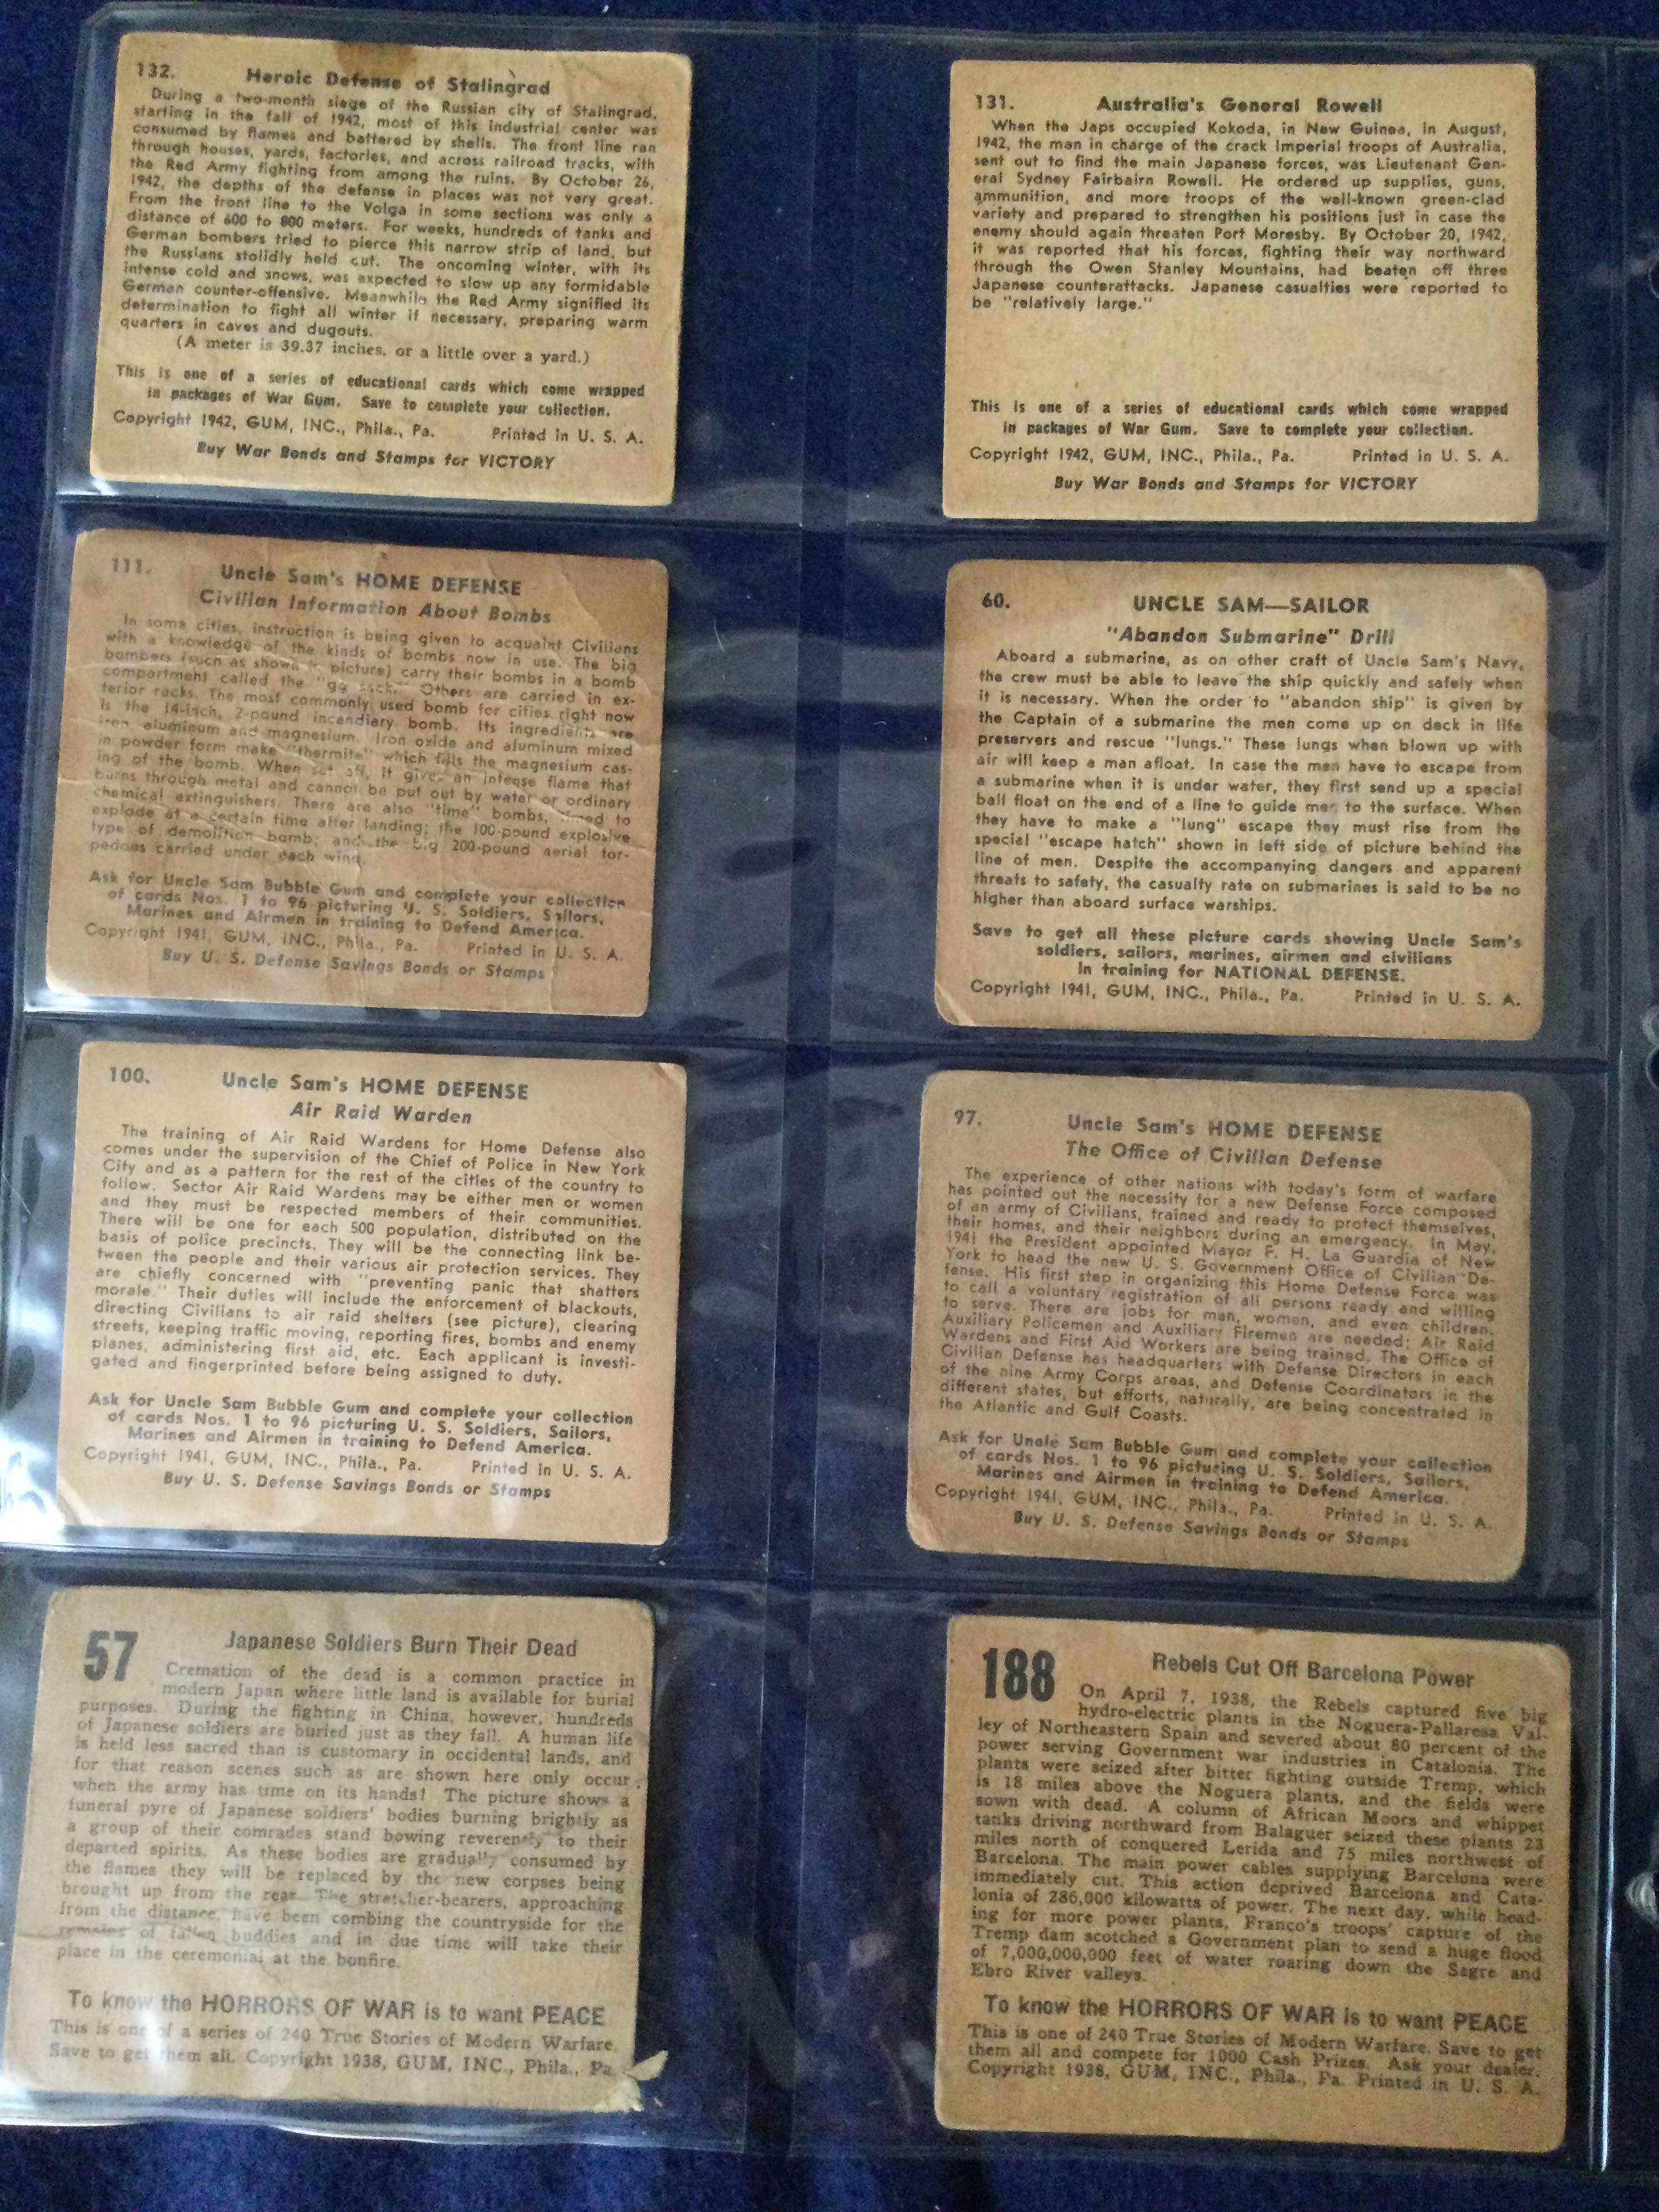 132.
Heroic Defense of Stalingrad
During a two-month siege of the Russian city of Stalingrad,
starting in the fall of 1942, most of this industrial center was
consumed by flames and battered by shells. The front line ran
through houses, yards, factories, and across railroad tracks, with
the Red Army fighting from among the ruins. By October 26,
1942, the depths of the defense in places was not very great.
From the front line to the Volga in some sections was only a
distance of 600 to 800 meters. For weeks, hundreds of tanks and
German bombers tried to pierce this narrow strip of land, but
the Russians stolidly held out. The oncoming winter, with its
intense cold and snows, was expected to slow up any formidable
German counter-offensive. Meanwhile the Red Army signified its
determination to fight all winter if necessary, preparing warm
quarters in caves and dugouts.
(A meter is 39.37 inches, or a little over a yard.)
This is one of a series of educational cards which come wrapped
in packages of War Gum. Save to complete your collection.
Copyright 1942, GUM, INC., Phila., Pa. Printed in U. S. A.
Buy War Bonds and Stamps for VICTORY
131.
Australia's General Rowell
When the Japs occupied Kokoda, in New Guinea, in August,
1942, the man in charge of the crack Imperial troops of Australia,
sent out to find the main Japanese forces, was Lieutenant Gen-
eral Sydney Fairbairn Rowell. He ordered up supplies, guns,
ammunition, and more troops of the well-known green-clad
variety and prepared to strengthen his positions just in case the
enemy should again threaten Port Moresby. By October 20, 1942,
it was reported that his forces, fighting their way northward
through the Owen Stanley Mountains, had beaten off three
Japanese counterattacks. Japanese casualties were reported to
be "relatively large."
This is one of a series of educational cards which come wrapped
in packages of War Gum. Save to complete your collection.
Copyright 1942, GUM, INC., Phila., Pa. Printed in U. S. A.
Buy War Bonds and Stamps for VICTORY
111.
Uncle Sam's HOME DEFENSE
Civilian Information About Bombs
In some cities, instruction is being given to acquaint Civilians
with a knowledge of the kinds of bombs now in use. The big
bombers (such as shown in picture) carry their bombs in a bomb
compartment called the Others are carried in ex-
terior racks. The most commonly used bomb for cities right now
is the 14-inch, 2-pound incendiary bomb. Its ingredients are
iron, aluminum and magnesium. Iron oxide and aluminum mixed
in powder form make "thermite" which fills the magnesium cas-
ing of the bomb. When set off, it gives an intense flame that
burns through metal and cannot be put out by water or ordinary
chemical extinguishers. There are also "time" bombs, timed to
explode at a certain time after landing; the 100-pound explosive
type of demolition bomb; and the big 200-pound aerial tor-
pedoes carried under each wing.
Ask for Uncle Sam Bubble Gum and complete your collection
of cards Nos. 1 to 96 picturing U. S. Soldiers, Sailors,
Marines and Airmen in training to Defend America.
Copyright 1941, GUM, INC., Phila., Pa. Printed in U. S. A.
Buy U. S. Defense Savings Bonds or Stamps
60.
UNCLE SAM—SAILOR
"Abandon Submarine" Drill
Aboard a submarine, as on other craft of Uncle Sam's Navy,
the crew must be able to leave the ship quickly and safely when
it is necessary. When the order to "abandon ship" is given by
the Captain of a submarine the men come up on deck in life
preservers and rescue "lungs." These lungs when blown up with
air will keep a man afloat. In case the men have to escape from
a submarine when it is under water, they first send up a special
ball float on the end of a line to guide men to the surface. When
they have to make a "lung" escape they must rise from the
special "escape hatch" shown in left side of picture behind the
line of men. Despite the accompanying dangers and apparent
threats to safety, the casualty rate on submarines is said to be no
higher than aboard surface warships.
Save to get all these picture cards showing Uncle Sam's
soldiers, sailors, marines, airmen and civilians
in training for NATIONAL DEFENSE.
Copyright 1941, GUM, INC., Phila., Pa. Printed in U. S. A.
100.
Uncle Sam's HOME DEFENSE
Air Raid Warden
The training of Air Raid Wardens for Home Defense also
comes under the supervision of the Chief of Police in New York
City and as a pattern for the rest of the cities of the country to
follow. Sector Air Raid Wardens may be either men or women
and they must be respected members of their communities.
There will be one for each 500 population, distributed on the
basis of police precincts. They will be the connecting link be-
tween the people and their various air protection services. They
are chiefly concerned with "preventing panic that shatters
morale." Their duties will include the enforcement of blackouts,
directing Civilians to air raid shelters (see picture), clearing
streets, keeping traffic moving, reporting fires, bombs and enemy
planes, administering first aid, etc. Each applicant is investi-
gated and fingerprinted before being assigned to duty.
Ask for Uncle Sam Bubble Gum and complete your collection
of cards Nos. 1 to 96 picturing U. S. Soldiers, Sailors,
Marines and Airmen in training to Defend America.
Copyright 1941, GUM, INC., Phila., Pa. Printed in U. S. A.
Buy U. S. Defense Savings Bonds or Stamps
97.
Uncle Sam's HOME DEFENSE
The Office of Civilian Defense
The experience of other nations with today's form of warfare
has pointed out the necessity for a new Defense Force composed
of an army of Civilians, trained and ready to protect themselves,
their homes, and their neighbors during an emergency. In May,
1941 the President appointed Mayor F. H. La Guardia of New
York to head the new U. S. Government Office of Civilian De-
fense. His first step in organizing this Home Defense Force was
to call a voluntary registration of all persons ready and willing
to serve. There are jobs for men, women, and even children.
Auxiliary Policemen and Auxiliary Firemen are needed; Air Raid
Wardens and First Aid Workers are being trained. The Office of
Civilian Defense has headquarters with Defense Directors in each
of the nine Army Corps areas, and Defense Coordinators in the
different states, but efforts, naturally, are being concentrated in
the Atlantic and Gulf Coasts.
Ask for Uncle Sam Bubble Gum and complete your collection
of cards Nos. 1 to 96 picturing U. S. Soldiers, Sailors,
Marines and Airmen in training to Defend America.
Copyright 1941, GUM, INC., Phila., Pa. Printed in U. S. A.
Buy U. S. Defense Savings Bonds or Stamps
57
Japanese Soldiers Burn Their Dead
Cremation of the dead is a common practice in
modern Japan where little land is available for burial
purposes. During the fighting in China, however, hundreds
of Japanese soldiers are buried just as they fall. A human life
is held less sacred than is customary in occidental lands, and
for that reason scenes such as are shown here only occur
when the army has time on its hands! The picture shows a
funeral pyre of Japanese soldiers' bodies burning brightly as
a group of their comrades stand bowing reverently to their
departed spirits. As these bodies are gradually consumed by
the flames they will be replaced by the new corpses being
brought up from the rear. The stretcher-bearers, approaching
from the distance, have been combing the countryside for the
remains of fallen buddies and in due time will take their
place in the ceremonial at the bonfire.
To know the HORRORS OF WAR is to want PEACE
This is one of a series of 240 True Stories of Modern Warfare.
Save to get them all. Copyright 1938, GUM, INC., Phila., Pa.
188
Rebels Cut Off Barcelona Power
On April 7, 1938, the Rebels captured five big
hydro-electric plants in the Noguera-Pallaresa Val-
ley of Northeastern Spain and severed about 80 percent of the
power serving Government war industries in Catalonia. The
plants were seized after bitter fighting outside Tremp, which
is 18 miles above the Noguera plants, and the fields were
sown with dead. A column of African Moors and whippet
tanks driving northward from Balaguer seized these plants 23
miles north of conquered Lerida and 75 miles northwest of
Barcelona. The main power cables supplying Barcelona were
immediately cut. This action deprived Barcelona and Cata-
lonia of 286,000 kilowatts of power. The next day, while head-
ing for more power plants, Franco's troops' capture of the
Tremp dam scotched a Government plan to send a huge flood
of 7,000,000,000 feet of water roaring down the Segre and
Ebro River valleys.
To know the HORRORS OF WAR is to want PEACE
This is one of 240 True Stories of Modern Warfare. Save to get
them all and compete for 1000 Cash Prizes. Ask your dealer.
Copyright 1938, GUM, INC., Phila., Pa. Printed in U. S. A.